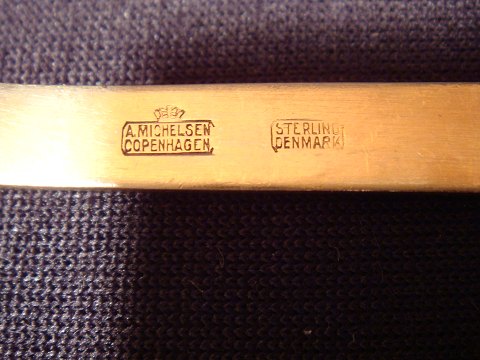 A.MICHELSEN
COPENHAGEN
STERLING
DENMARK